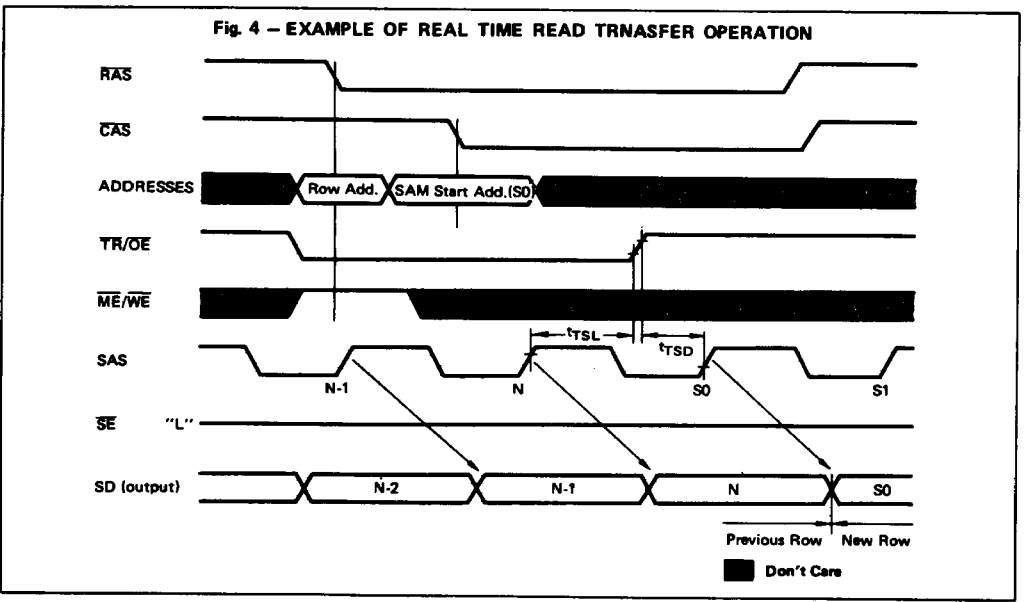 Fig. 4 – EXAMPLE OF REAL TIME READ TRNASFER OPERATION
RAS
CAS
ADDRESSES
Row Add.
SAM Start Add.(S0)
TR/OE
ME/WE
tTSL
tTSD
SAS
N-1
N
S0
S1
SE
"L"
SD (output)
N-2
N-1
N
S0
Previous Row
New Row
Don't Care